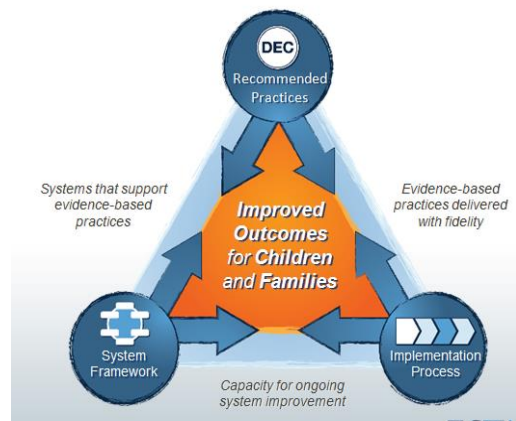 DEC
Recommended
Practices
Systems that support
evidence-based
practices
Evidence-based
practices delivered
with fidelity
Improved
Outcomes
for Children
and Families
System
Framework
Implementation
Process
Capacity for ongoing
system improvement